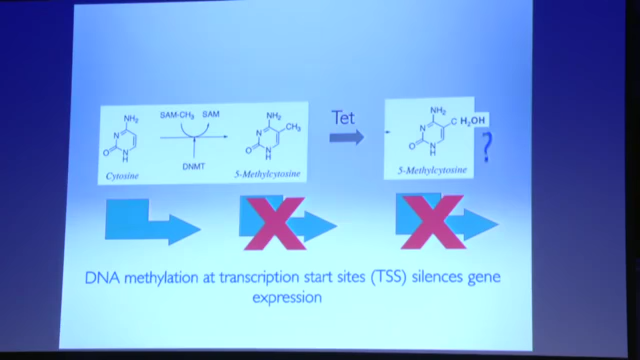 NH₂
N
O
N
H
Cytosine
SAM-CH₃ SAM
DNMT
NH₂
CH₃
N
O
N
H
5-Methylcytosine
Tet
NH₂
C H₂OH
N
O
N
H
?
5-Methylcytosine
DNA methylation at transcription start sites (TSS) silences gene
expression